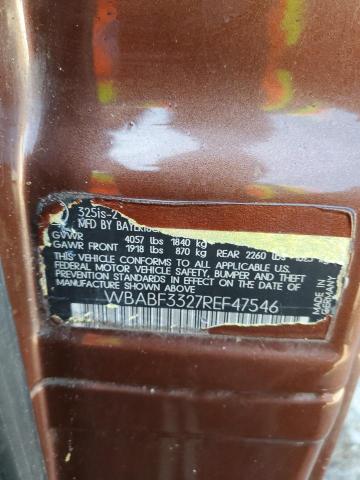 325is-2
MFD BY BAYERISC
GVWR 4057 lbs 1840 kg
GAWR FRONT 1918 lbs 870 kg REAR 2260 lbs
THIS VEHICLE CONFORMS TO ALL APPLICABLE
FEDERAL MOTOR VEHICLE SAFETY, BUMPER AND THEFT
PREVENTION STANDARDS IN EFFECT ON THE DATE OF
MANUFACTURE SHOWN ABOVE
WBABF3327REF47546
MADE IN
GERMANY